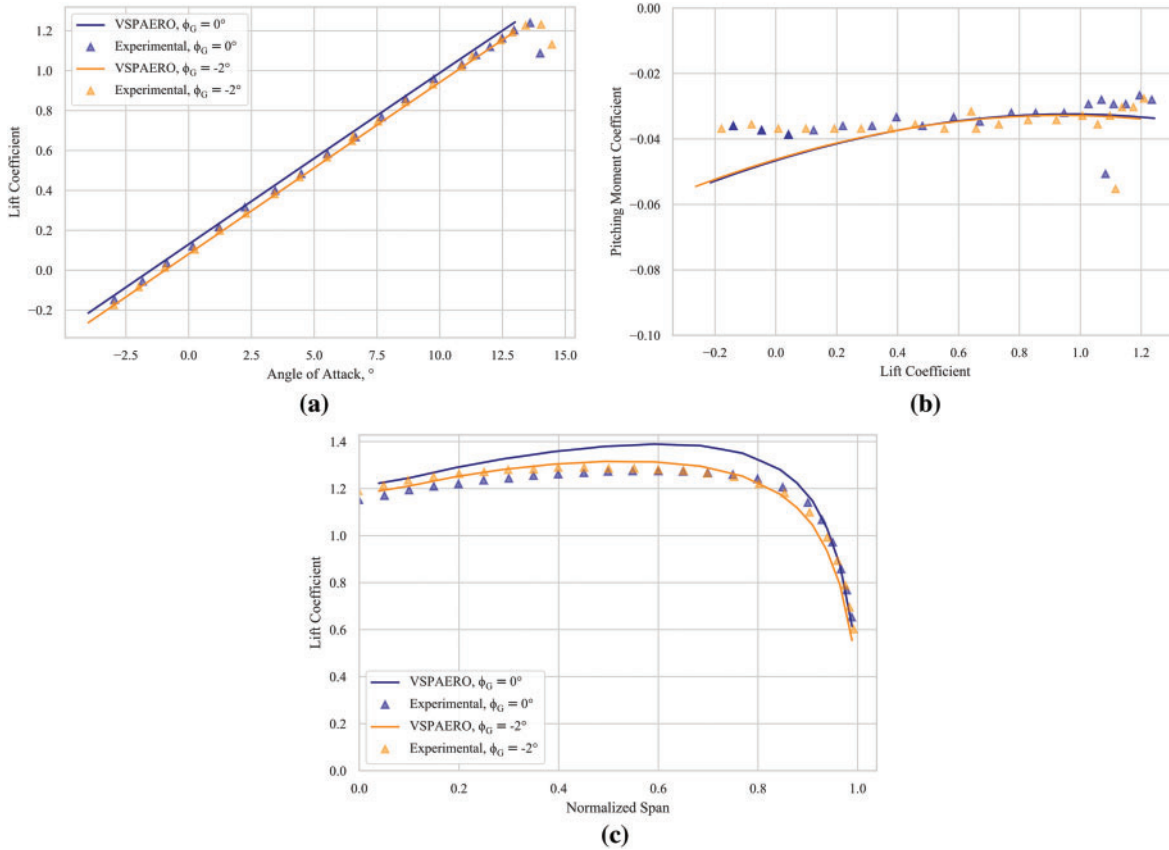 VSPAERO, ϕG = 0°
Experimental, ϕG = 0°
VSPAERO, ϕG = -2°
Experimental, ϕG = -2°
1.2
1.0
0.8
0.6
0.4
0.2
0.0
−0.2
Lift Coefficient
−2.5
0.0
2.5
5.0
7.5
10.0
12.5
15.0
Angle of Attack, °
(a)
0.00
−0.02
−0.04
−0.06
−0.08
−0.10
Pitching Moment Coefficient
−0.2
0.0
0.2
0.4
0.6
0.8
1.0
1.2
Lift Coefficient
(b)
1.4
1.2
1.0
0.8
0.6
0.4
0.2
0.0
Lift Coefficient
VSPAERO, ϕG = 0°
Experimental, ϕG = 0°
VSPAERO, ϕG = -2°
Experimental, ϕG = -2°
0.0
0.2
0.4
0.6
0.8
1.0
Normalized Span
(c)